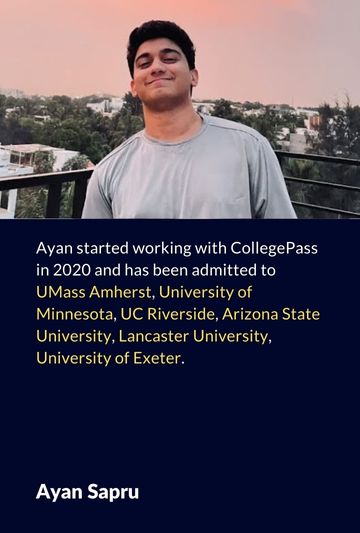 Ayan started working with CollegePass
in 2020 and has been admitted to
UMass Amherst, University of
Minnesota, UC Riverside, Arizona State
University, Lancaster University,
University of Exeter.
Ayan Sapru